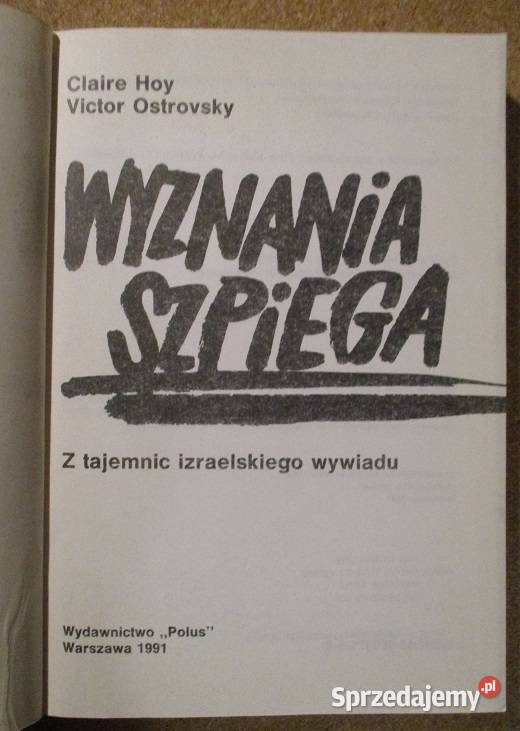 Claire Hoy
Victor Ostrovsky
WYZNANiA
SZPiEGA
Z tajemnic izraelskiego wywiadu
Wydawnictwo „Polus"
Warszawa 1991
Sprzedajemy.pl